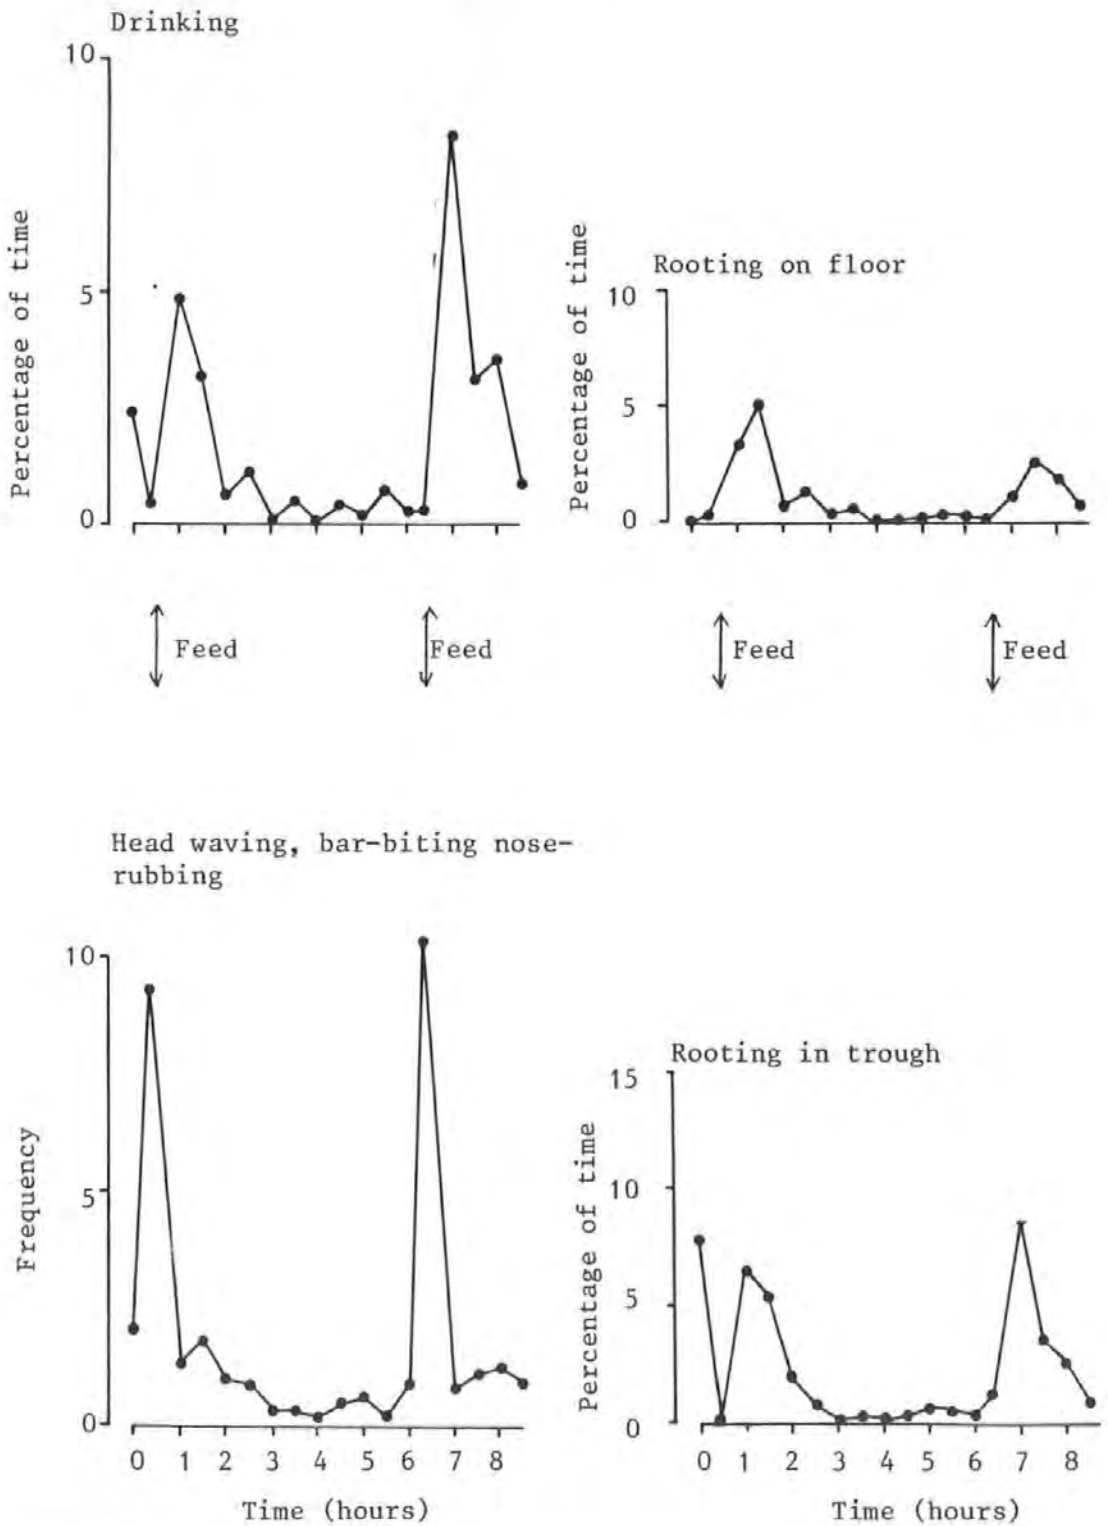 Drinking
10
5
0
Percentage of time
Feed
Feed
Rooting on floor
10
5
0
Percentage of time
Feed
Feed
Head waving, bar-biting nose-
rubbing
10
5
0
Frequency
0 1 2 3 4 5 6 7 8
Time (hours)
Rooting in trough
15
10
5
0
Percentage of time
0 1 2 3 4 5 6 7 8
Time (hours)